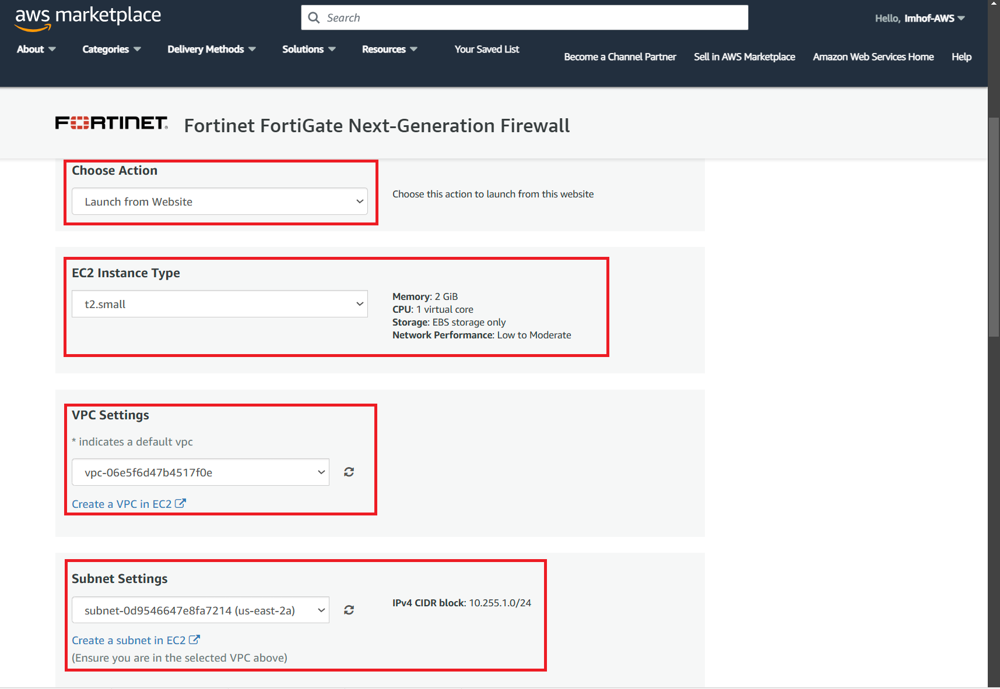 aws marketplace
Search
Hello, Imhof-AWS
About
Categories
Delivery Methods
Solutions
Resources
Your Saved List
Become a Channel Partner
Sell in AWS Marketplace
Amazon Web Services Home
Help
FORTINET®
Fortinet FortiGate Next-Generation Firewall
Choose Action
Launch from Website
Choose this action to launch from this website
EC2 Instance Type
t2.small
Memory: 2 GiB
CPU: 1 virtual core
Storage: EBS storage only
Network Performance: Low to Moderate
VPC Settings
* indicates a default vpc
vpc-06e5f6d47b4517f0e
Create a VPC in EC2
Subnet Settings
subnet-0d9546647e8fa7214 (us-east-2a)
IPv4 CIDR block: 10.255.1.0/24
Create a subnet in EC2
(Ensure you are in the selected VPC above)